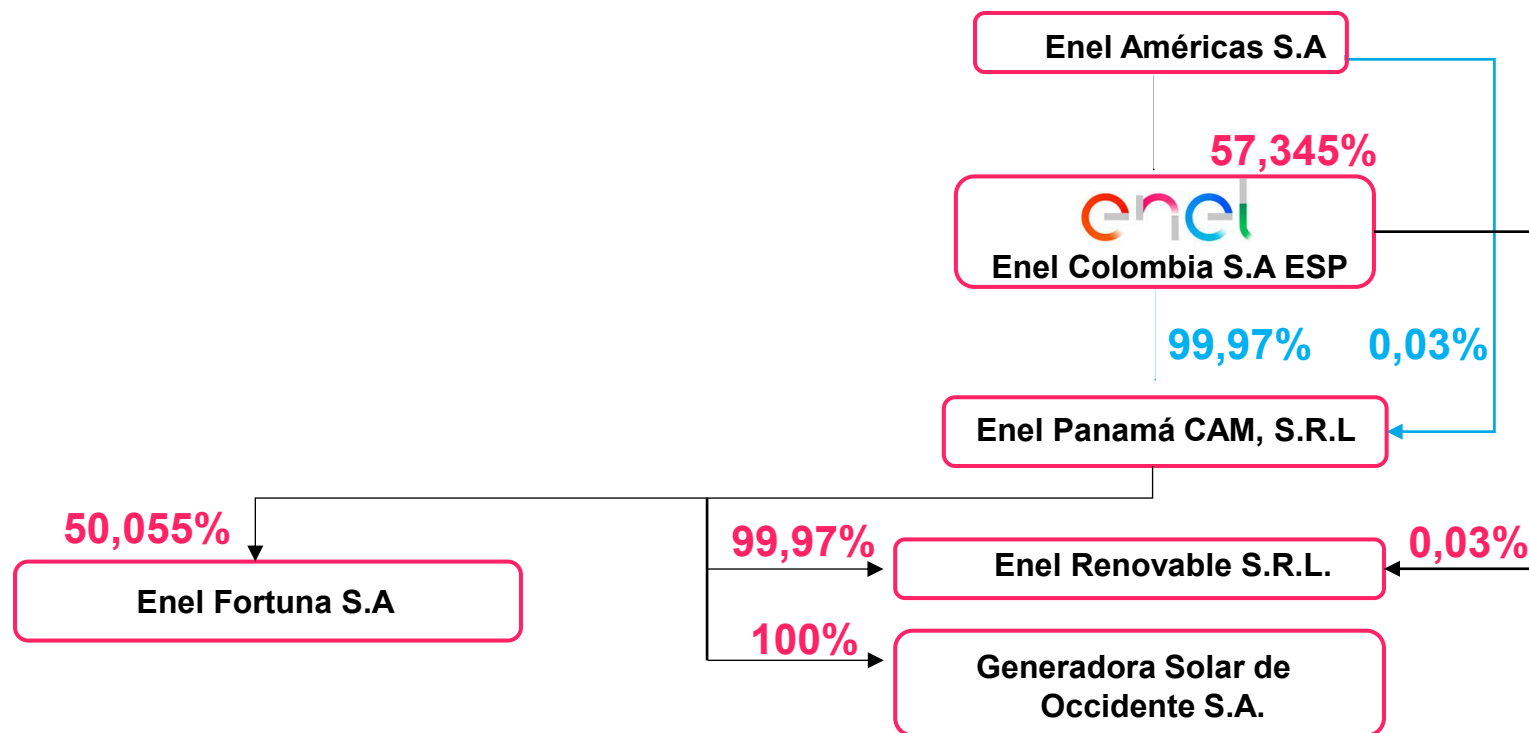 Enel Américas S.A
57,345%
enel
Enel Colombia S.A ESP
99,97%
0,03%
Enel Panamá CAM, S.R.L
50,055%
99,97%
0,03%
Enel Renovable S.R.L.
Enel Fortuna S.A
100%
Generadora Solar de
Occidente S.A.